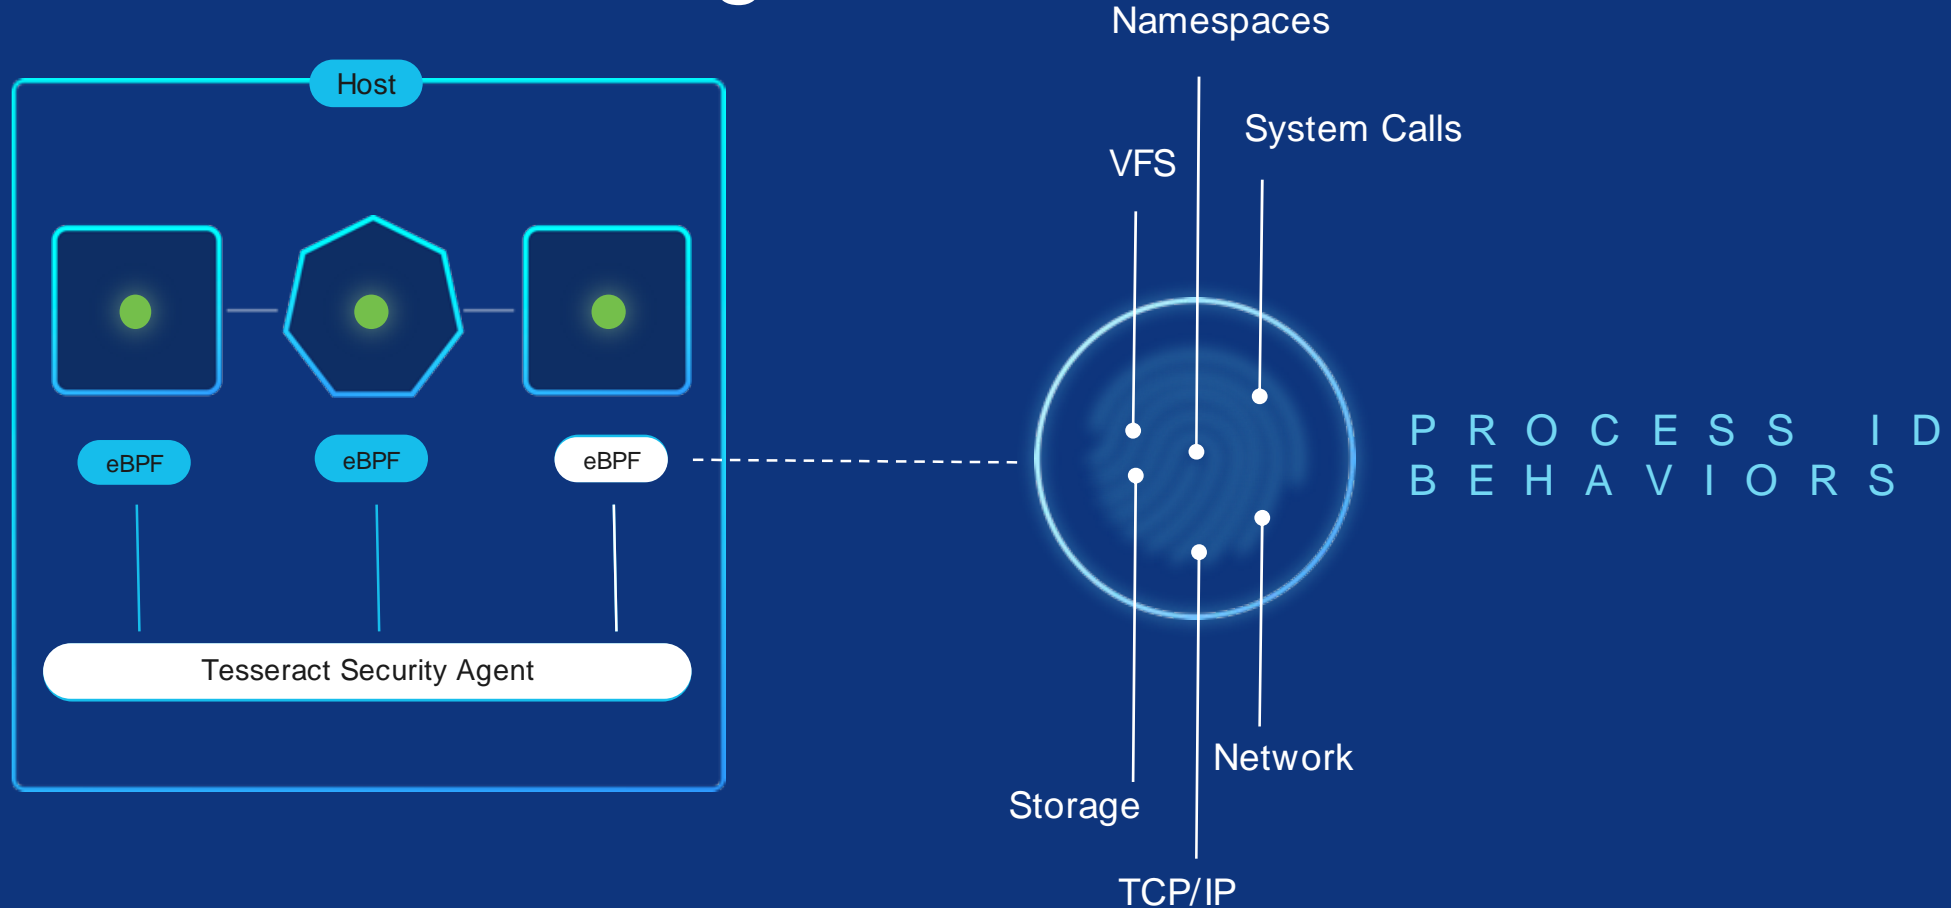 Namespaces
Host
System Calls
VFS
eBPF
eBPF
eBPF
PROCESS ID
BEHAVIORS
Tesseract Security Agent
Network
Storage
TCP/IP